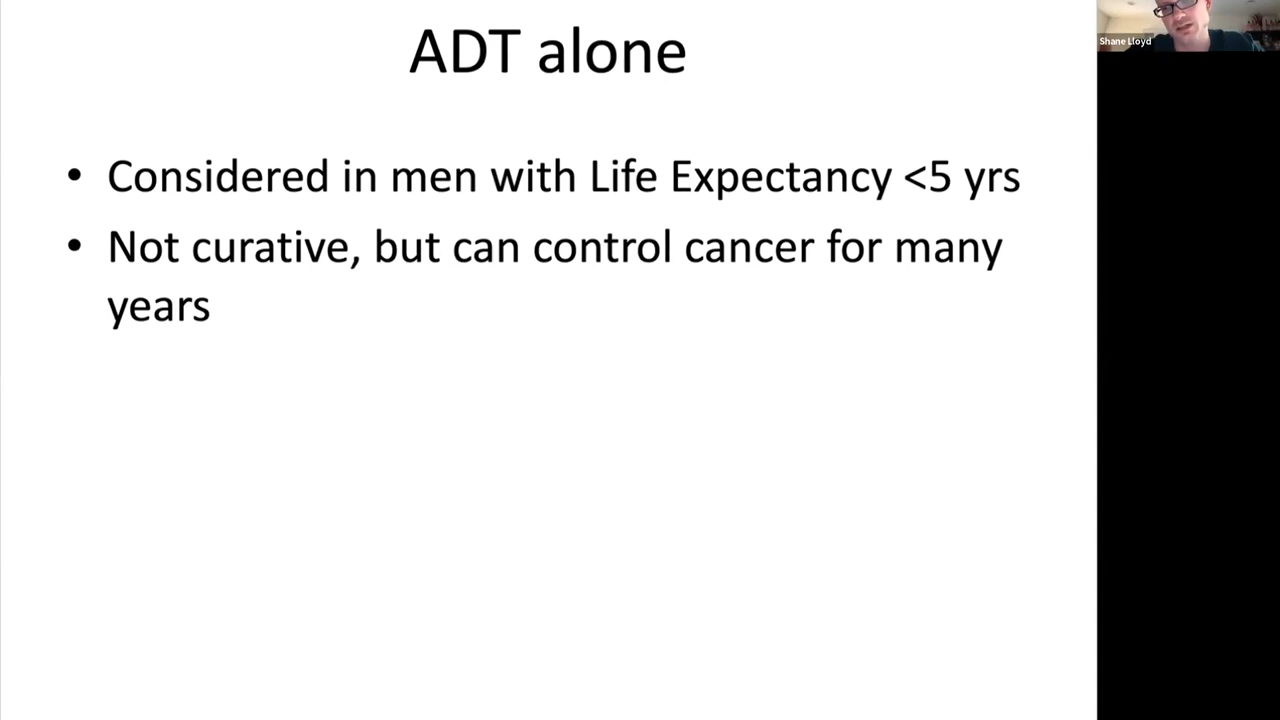 ADT alone
Shane Lloyd
• Considered in men with Life Expectancy <5 yrs
• Not curative, but can control cancer for many
years